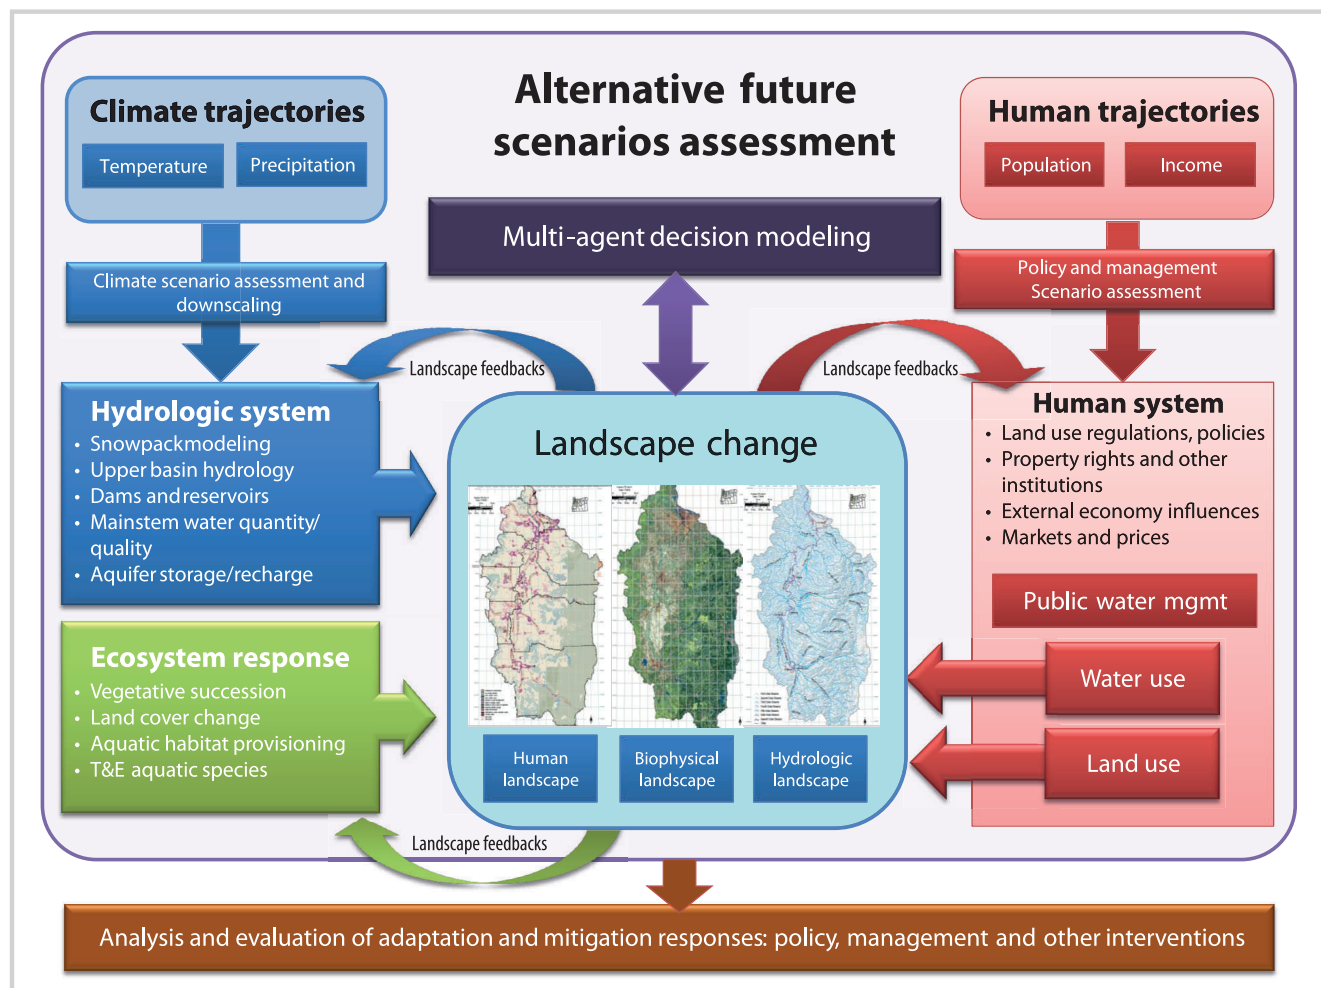 Alternative future
scenarios assessment
Climate trajectories
Temperature
Precipitation
Climate scenario assessment and
downscaling
Human trajectories
Population
Income
Policy and management
Scenario assessment
Multi-agent decision modeling
Landscape feedbacks
Landscape feedbacks
Hydrologic system
• Snowpackmodeling
• Upper basin hydrology
• Dams and reservoirs
• Mainstem water quantity/
quality
• Aquifer storage/recharge
Ecosystem response
• Vegetative succession
• Land cover change
• Aquatic habitat provisioning
• T&E aquatic species
Landscape change
Human
landscape
Biophysical
landscape
Hydrologic
landscape
Human system
• Land use regulations, policies
• Property rights and other
institutions
• External economy influences
• Markets and prices
Public water mgmt
Water use
Land use
Landscape feedbacks
Analysis and evaluation of adaptation and mitigation responses: policy, management and other interventions